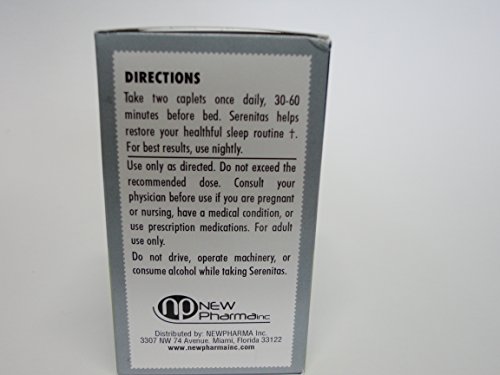 DIRECTIONS
Take two caplets once daily, 30-60
minutes before bed. Serenitas helps
restore your healthful sleep routine †.
For best results, use nightly.
Use only as directed. Do not exceed the
recommended dose. Consult your
physician before use if you are pregnant
or nursing, have a medical condition, or
use prescription medications. For adult
use only.
Do not drive, operate machinery, or
consume alcohol while taking Serenitas.
np NEW
Pharma inc
Distributed by: NEWPHARMA Inc.
3307 NW 74 Avenue. Miami, Florida 33122
www.newpharmainc.com